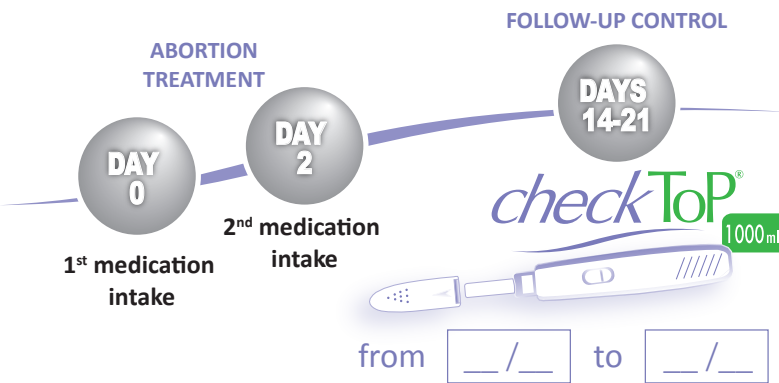 FOLLOW-UP CONTROL
ABORTION
TREATMENT
DAYS
14-21
DAY
2
DAY
0
checkToP®
1000 ml
2nd medication
intake
1st medication
intake
from __ /__ to __ /__